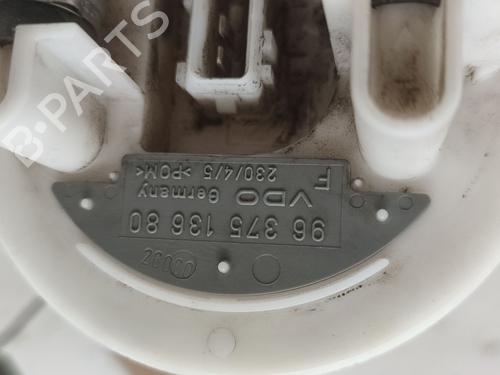 B-PARTS
96 375 136 80
VDO
F
Germany
230/4/5 >POM<